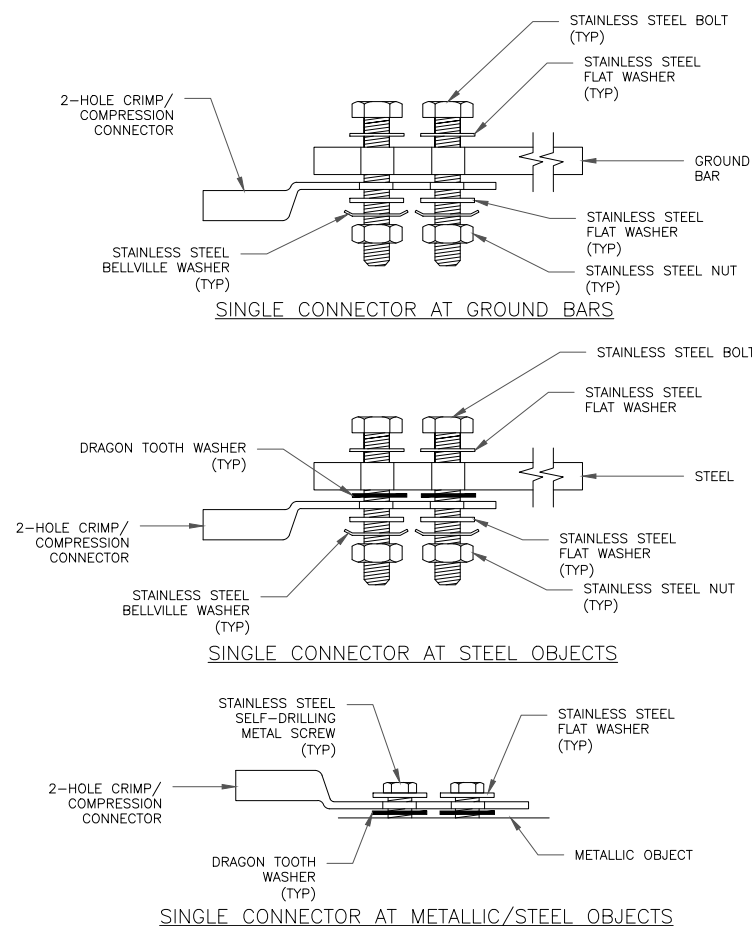 STAINLESS STEEL BOLT
(TYP)
STAINLESS STEEL
FLAT WASHER
(TYP)
2-HOLE CRIMP/
COMPRESSION
CONNECTOR
GROUND
BAR
STAINLESS STEEL
FLAT WASHER
(TYP)
STAINLESS STEEL
BELLVILLE WASHER
(TYP)
STAINLESS STEEL NUT
(TYP)
SINGLE CONNECTOR AT GROUND BARS
STAINLESS STEEL BOLT
STAINLESS STEEL
FLAT WASHER
DRAGON TOOTH WASHER
(TYP)
STEEL
2-HOLE CRIMP/
COMPRESSION
CONNECTOR
STAINLESS STEEL
FLAT WASHER
(TYP)
STAINLESS STEEL
BELLVILLE WASHER
(TYP)
STAINLESS STEEL NUT
(TYP)
SINGLE CONNECTOR AT STEEL OBJECTS
STAINLESS STEEL
SELF-DRILLING
METAL SCREW
(TYP)
STAINLESS STEEL
FLAT WASHER
(TYP)
2-HOLE CRIMP/
COMPRESSION
CONNECTOR
DRAGON TOOTH
WASHER
(TYP)
METALLIC OBJECT
SINGLE CONNECTOR AT METALLIC/STEEL OBJECTS